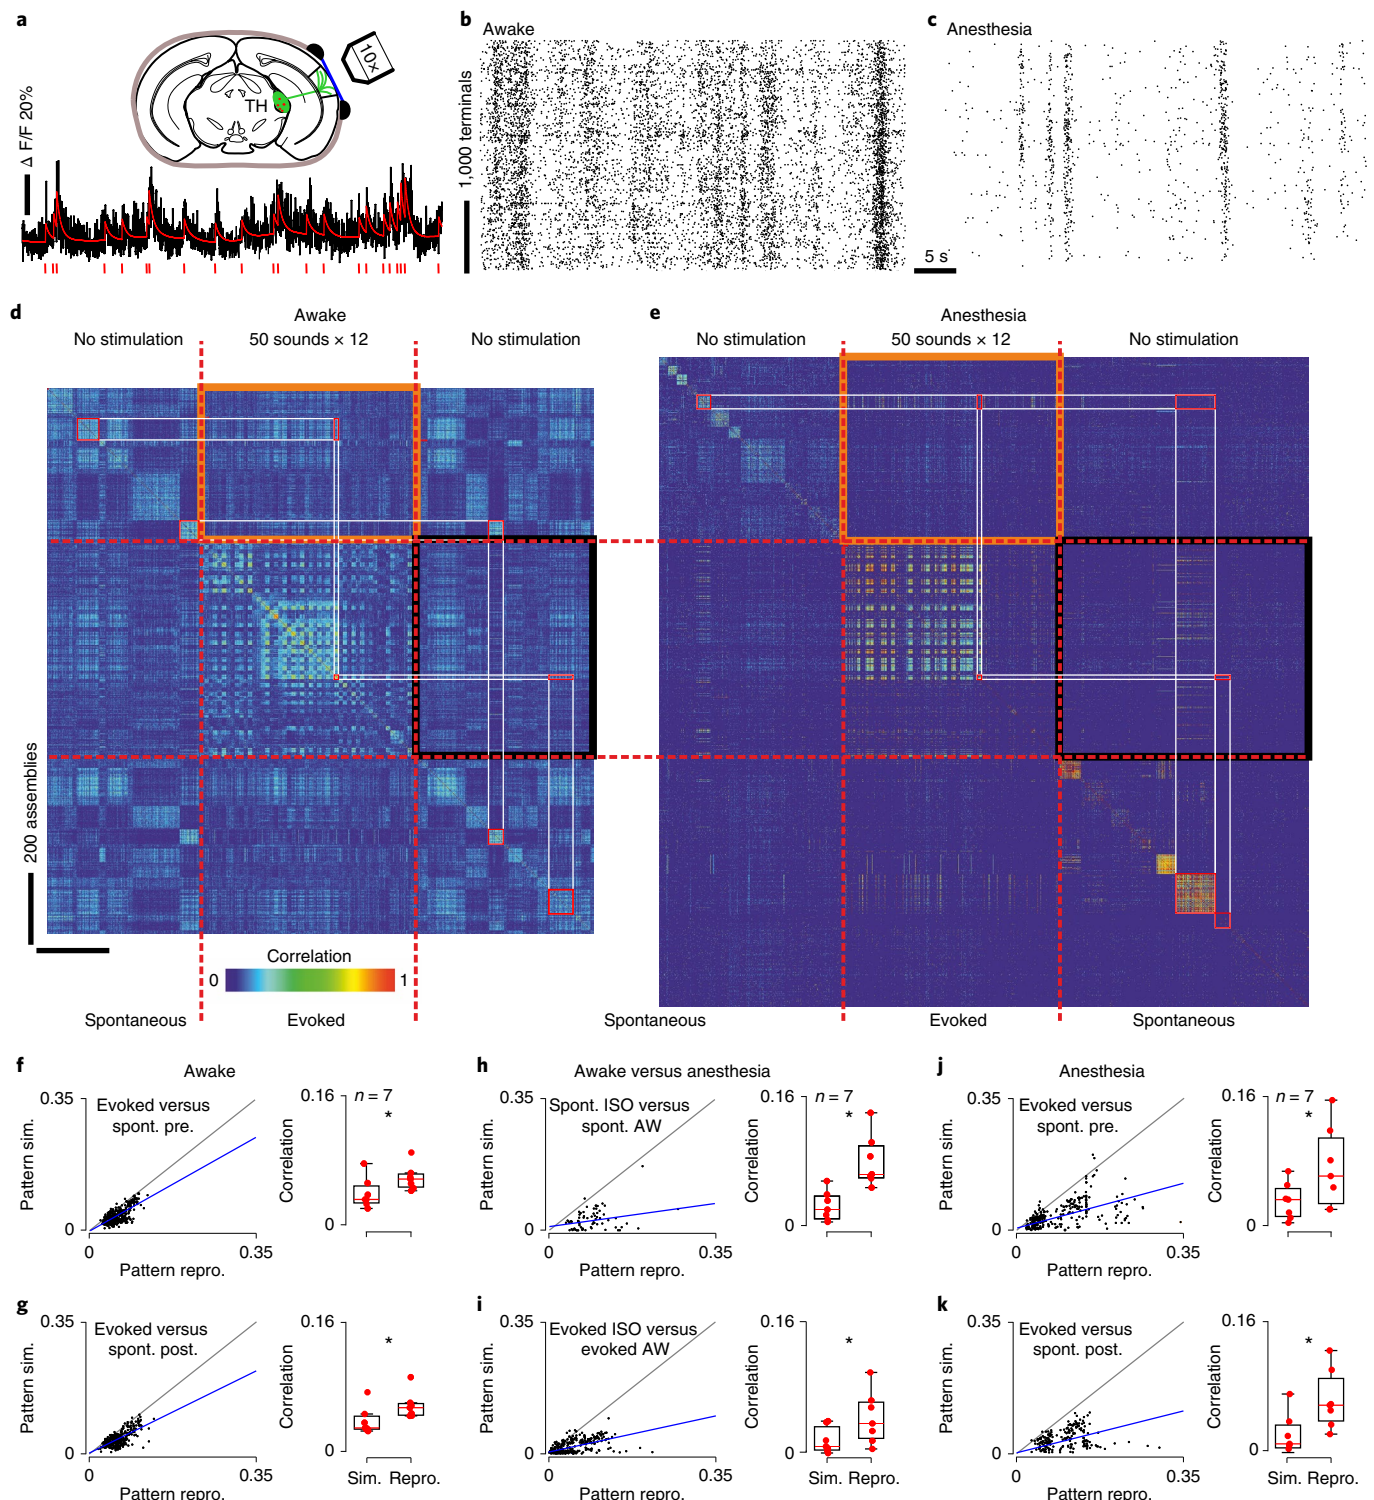 a
b
c
Awake
Anesthesia
Δ F/F 20%
10x
TH
1,000 terminals
5 s
d
Awake
No stimulation
50 sounds × 12
No stimulation
e
Anesthesia
No stimulation
50 sounds × 12
No stimulation
200 assemblies
Correlation
0
1
Spontaneous
Evoked
Spontaneous
Evoked
Spontaneous
f
Awake
0.35
Evoked versus
spont. pre.
Pattern sim.
0
0
0.35
Pattern repro.
0.16
n = 7
*
Correlation
0
h
Awake versus anesthesia
0.35
Spont. ISO versus
spont. AW
Pattern sim.
0
0
0.35
Pattern repro.
0.16
n = 7
*
Correlation
0
j
Anesthesia
0.35
Evoked versus
spont. pre.
Pattern sim.
0
0
0.35
Pattern repro.
0.16
n = 7
*
Correlation
0
g
0.35
Evoked versus
spont. post.
Pattern sim.
0
0
0.35
Pattern repro.
0.16
*
Correlation
0
Sim. Repro.
i
0.35
Evoked ISO versus
evoked AW
Pattern sim.
0
0
0.35
Pattern repro.
0.16
*
Correlation
0
Sim. Repro.
k
0.35
Evoked versus
spont. post.
Pattern sim.
0
0
0.35
Pattern repro.
0.16
*
Correlation
0
Sim. Repro.